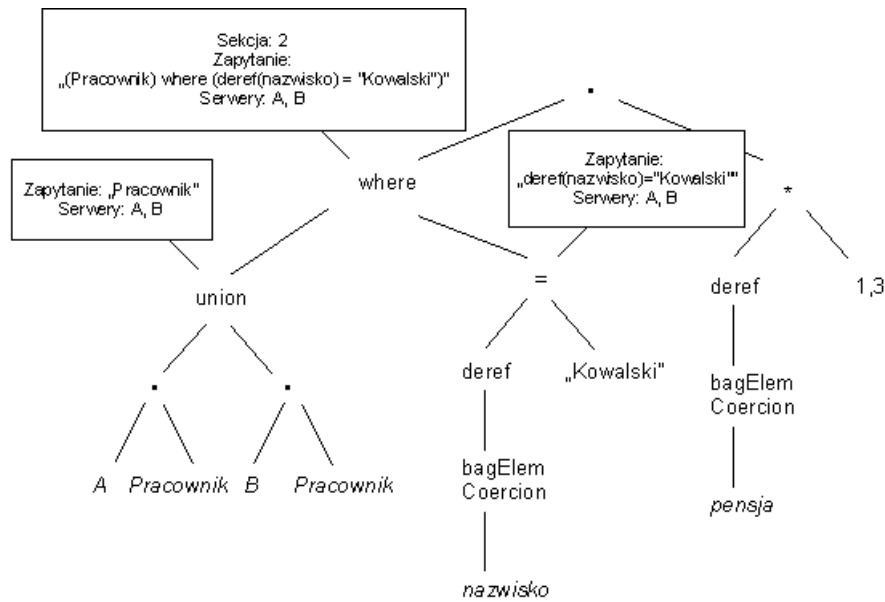 Sekcja: 2
Zapytanie:
„(Pracownik) where (deref(nazwisko) = "Kowalski")"
Serwery: A, B
.
Zapytanie:
„deref(nazwisko)="Kowalski""
Serwery: A, B
Zapytanie: „Pracownik"
Serwery: A, B
where
*
union
=
deref
1,3
. .
deref
„Kowalski"
bagElem
Coercion
A Pracownik B Pracownik
bagElem
Coercion
pensja
nazwisko